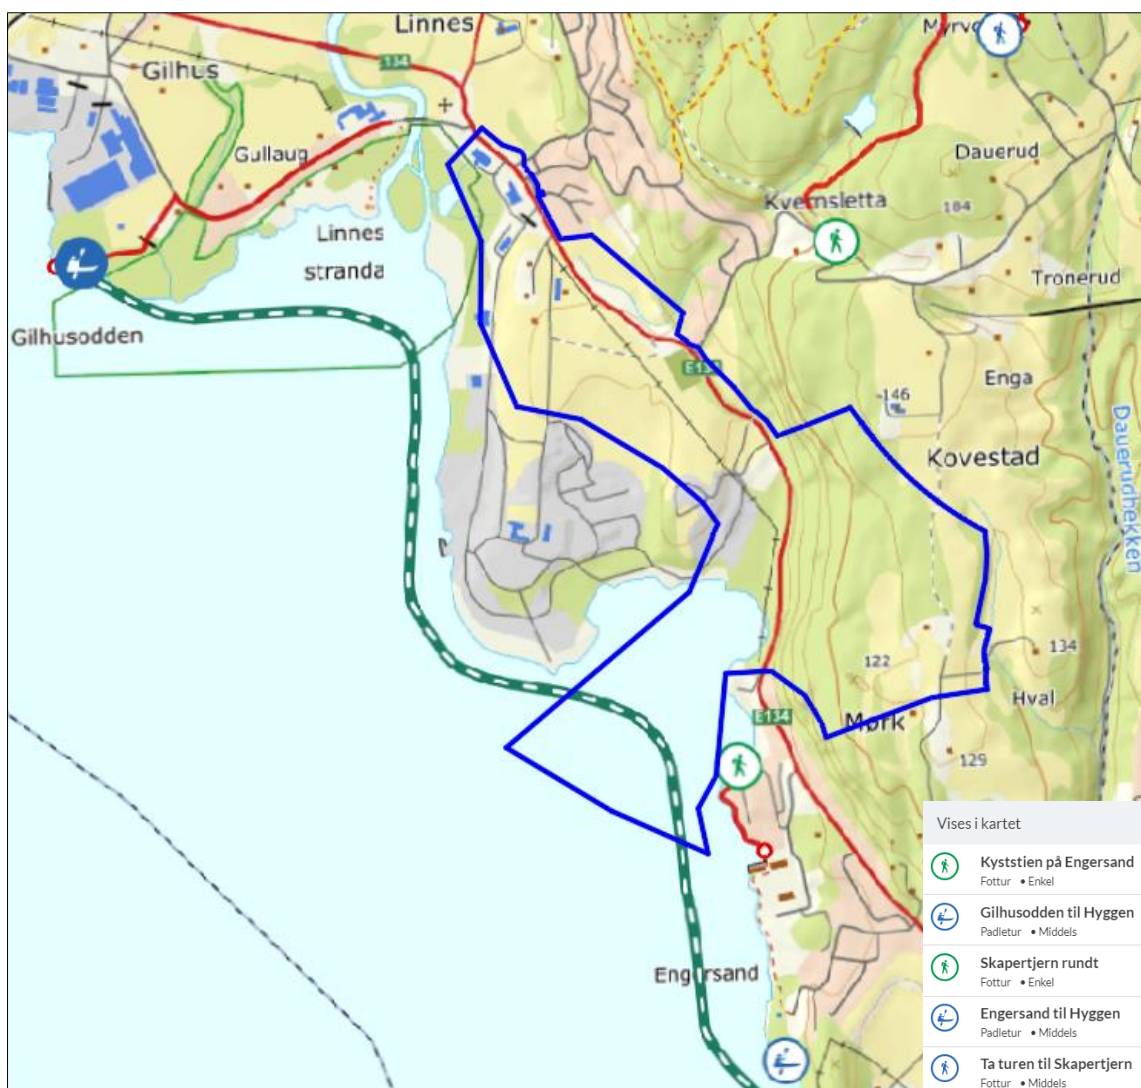 Linnes
Myrv
134
Gilhus
Gullaug
Dauerud
Kvernsletta
184
Linnes
stranda
Tronerud
Gilhusodden
E134
Enga
146
Kovestad
Dauerudbekken
122
134
Hval
E134
Mørk
129
Engersand
Vises i kartet
Kyststien på Engersand
Fottur • Enkel
Gilhusodden til Hyggen
Padletur • Middels
Skapertjern rundt
Fottur • Enkel
Engersand til Hyggen
Padletur • Middels
Ta turen til Skapertjern
Fottur • Middels